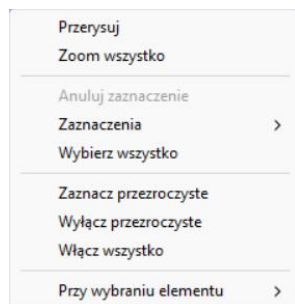 Przerysuj
Zoom wszystko
Anuluj zaznaczenie
Zaznaczenia
Wybierz wszystko
Zaznacz przezroczyste
Wyłącz przezroczyste
Włącz wszystko
Przy wybraniu elementu